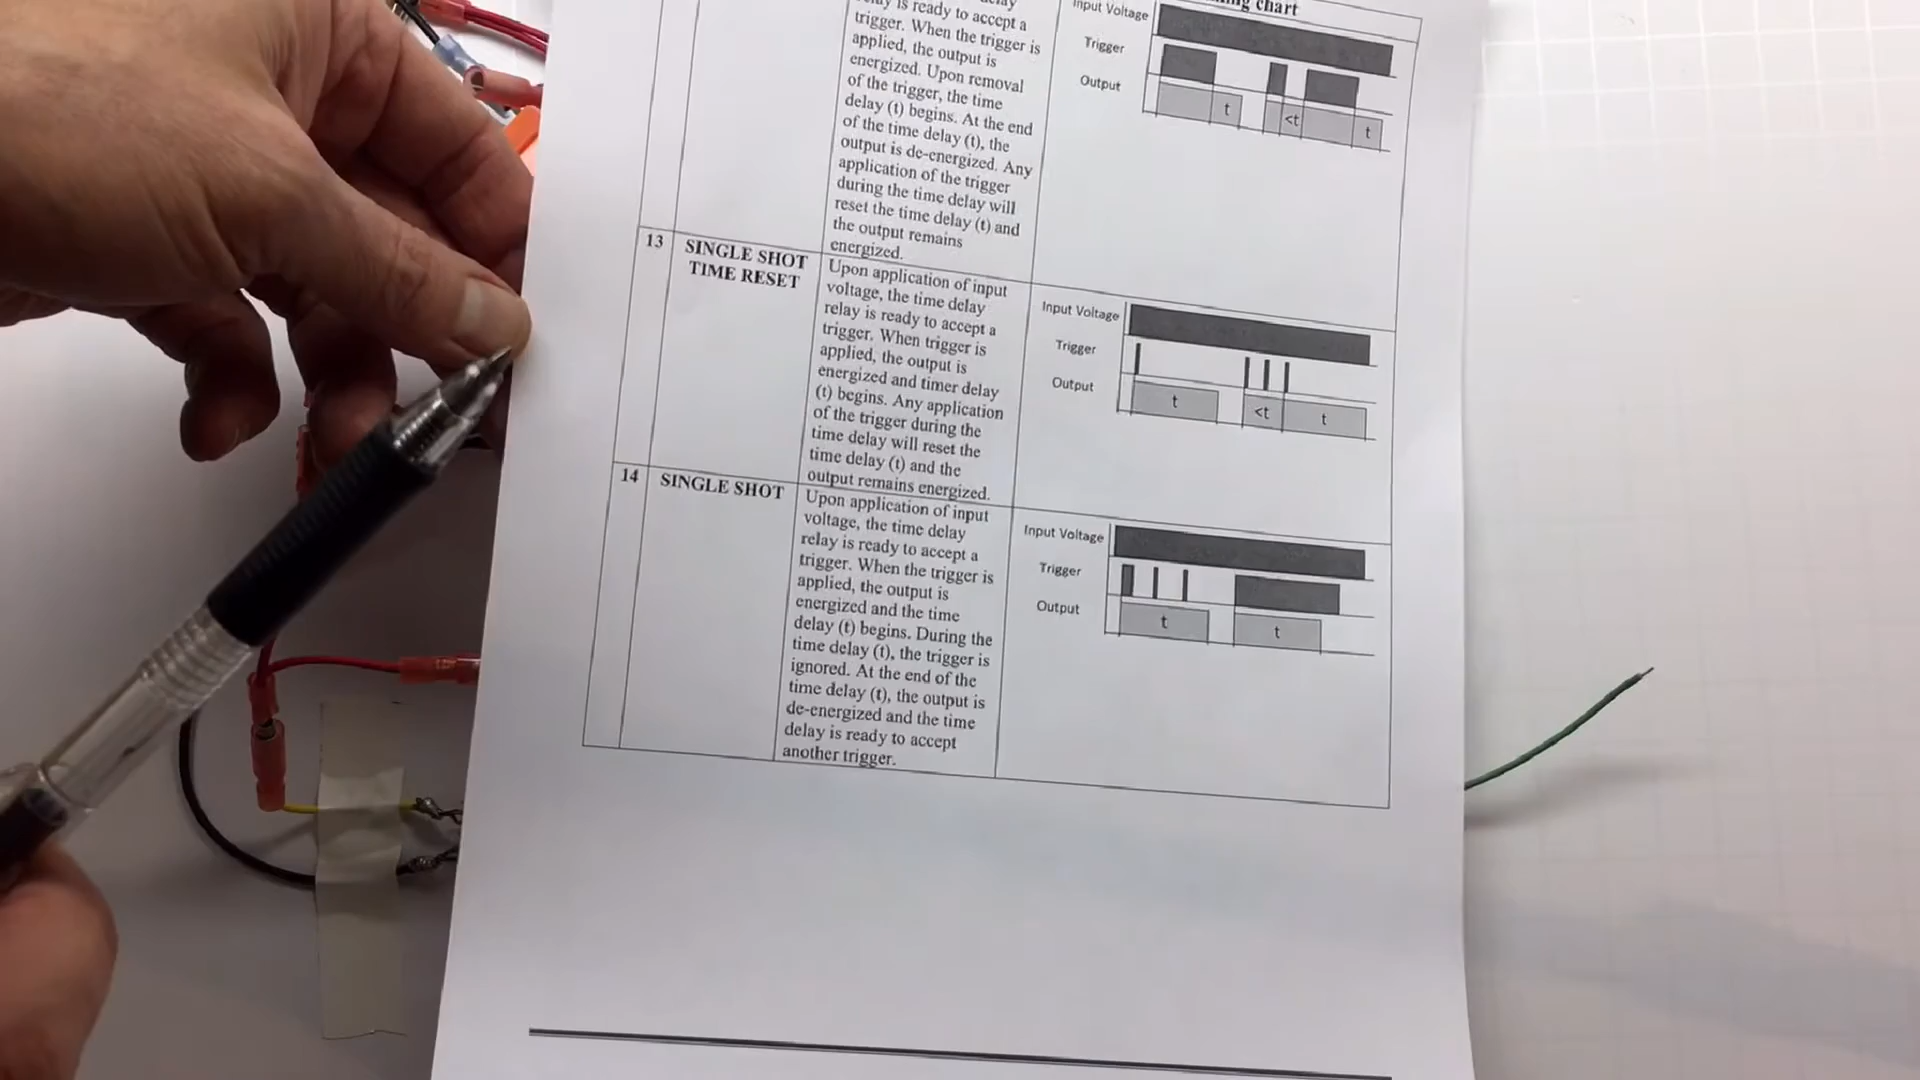 chart
is ready to accept a
trigger. When the trigger is
applied, the output is
energized. Upon removal
of the trigger, the time
delay (t) begins. At the end
of the time delay (t), the
output is de-energized. Any
application of the trigger
during the time delay will
reset the time delay (t) and
the output remains
energized.
Input Voltage
Trigger
Output
t
<t
t
13
SINGLE SHOT
TIME RESET
Upon application of input
voltage, the time delay
relay is ready to accept a
trigger. When trigger is
applied, the output is
energized and timer delay
(t) begins. Any application
of the trigger during the
time delay will reset the
time delay (t) and the
output remains energized.
Input Voltage
Trigger
Output
t
<t
t
14
SINGLE SHOT
Upon application of input
voltage, the time delay
relay is ready to accept a
trigger. When the trigger is
applied, the output is
energized and the time
delay (t) begins. During the
time delay (t), the trigger is
ignored. At the end of the
time delay (t), the output is
de-energized and the time
delay is ready to accept
another trigger.
Input Voltage
Trigger
Output
t
t